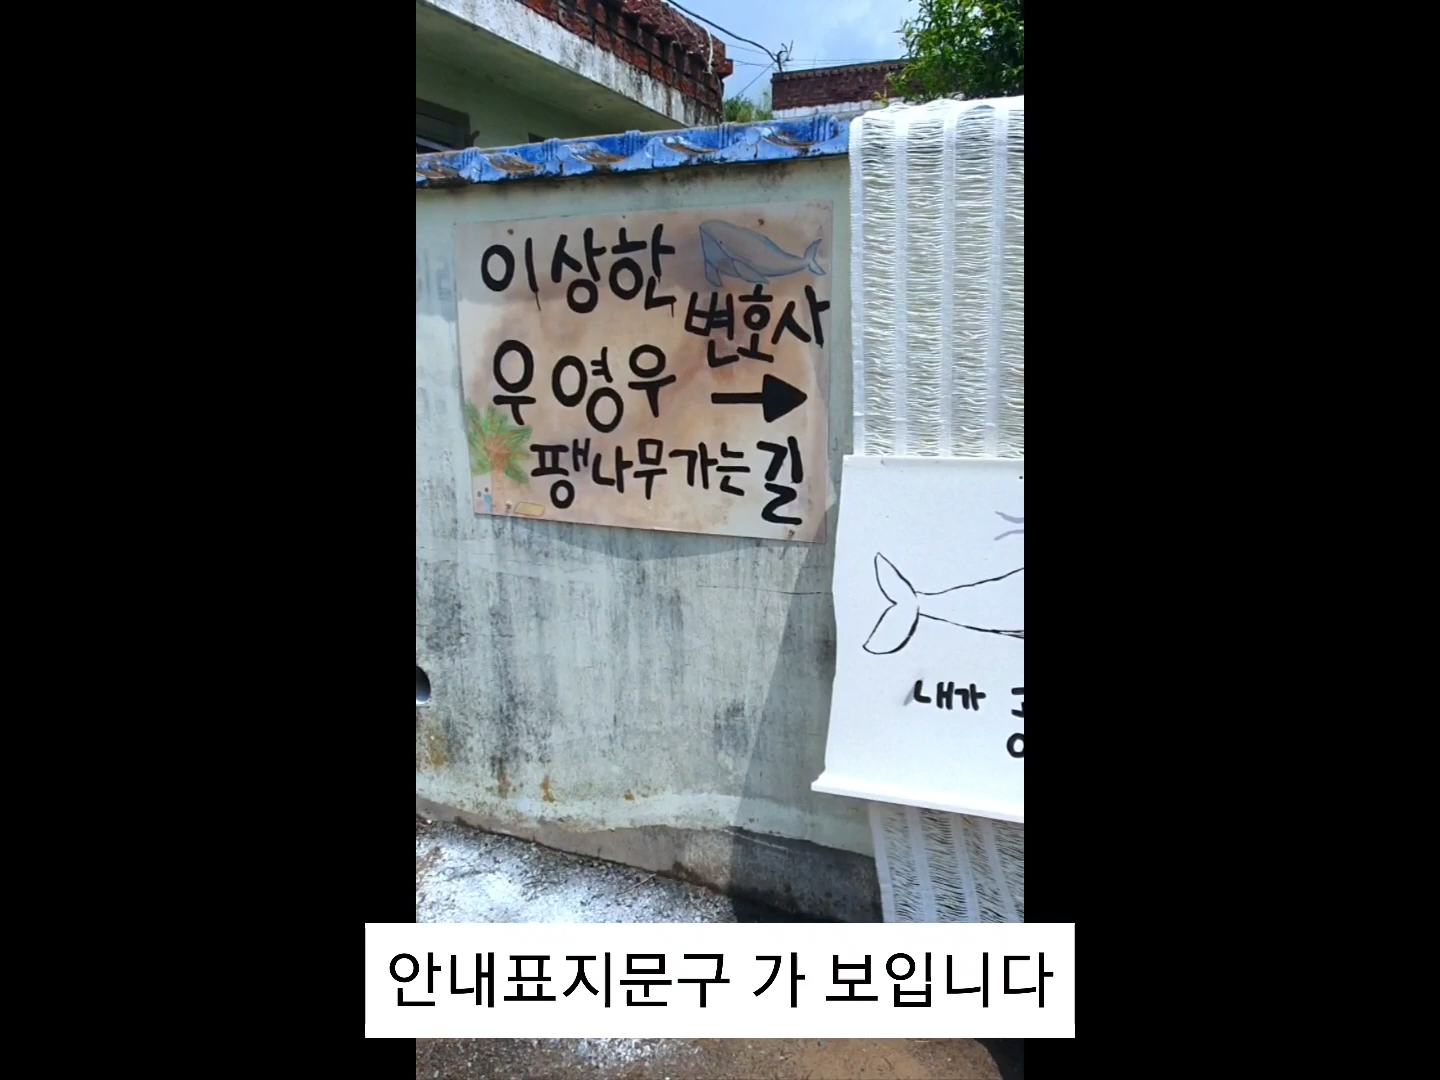 이상한
변호사
우영우
팽나무가는길
내가
안내표지문구 가 보입니다